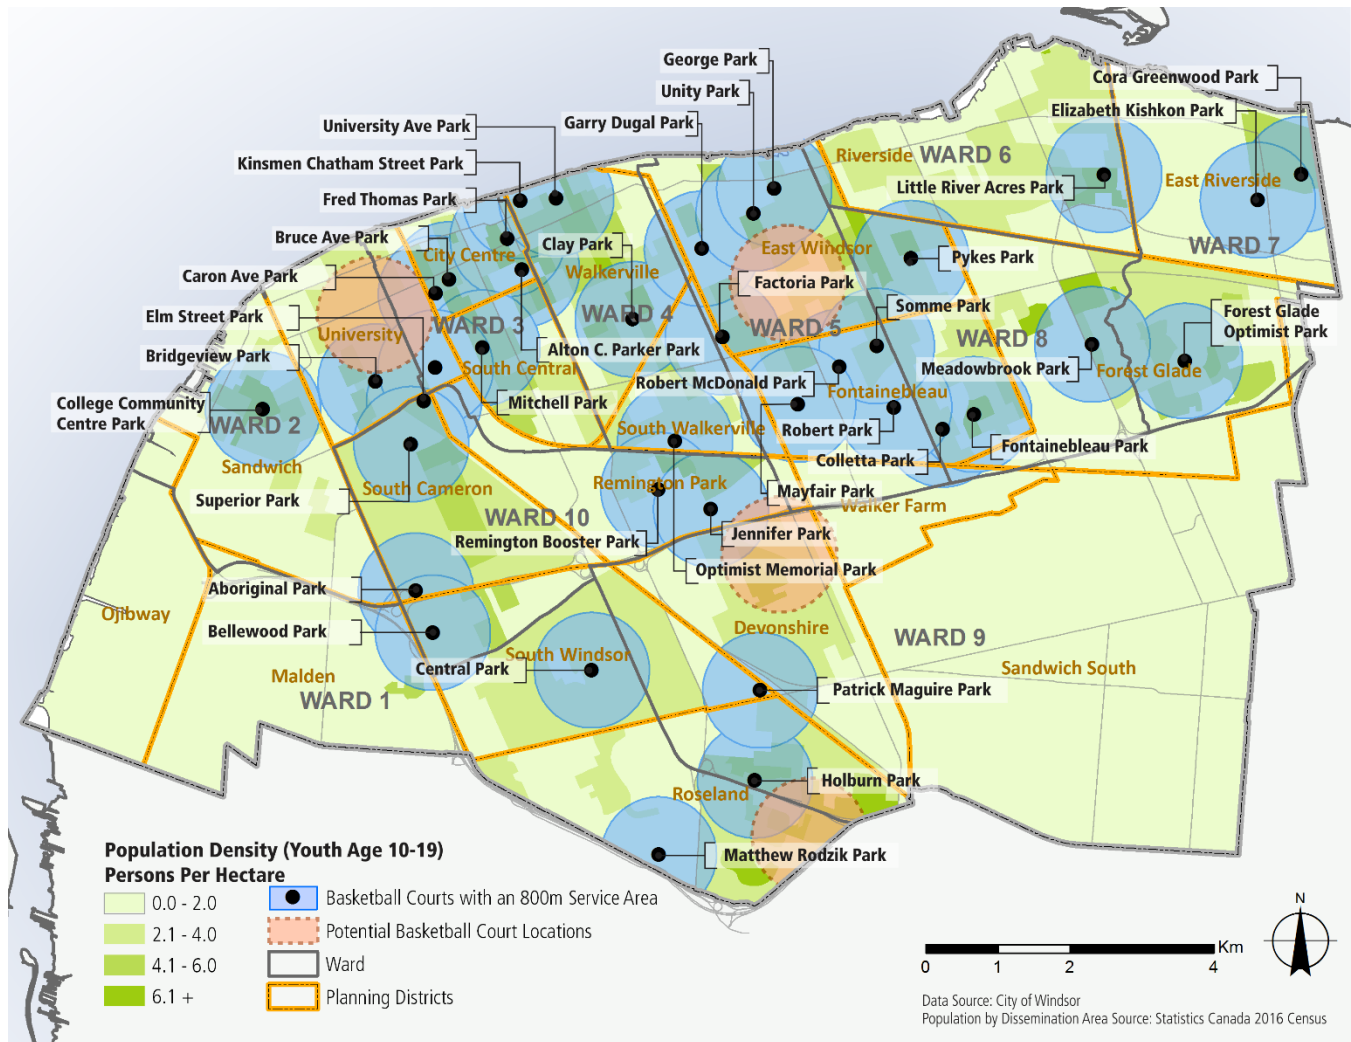 George Park
Cora Greenwood Park
Unity Park
Elizabeth Kishkon Park
Garry Dugal Park
University Ave Park
Riverside
WARD 6
Kinsmen Chatham Street Park
East Riverside
Little River Acres Park
Fred Thomas Park
Bruce Ave Park
City Centre
Clay Park
East Windsor
WARD 7
Pykes Park
Caron Ave Park
Walkerville
Factoria Park
Somme Park
Elm Street Park
University
WARD 3
WARD 4
WARD 5
WARD 8
Forest Glade
Optimist Park
Bridgeview Park
Alton C. Parker Park
South Central
Meadowbrook Park
Forest Glade
Robert McDonald Park
Fontainebleau
College Community
Centre Park
WARD 2
Mitchell Park
South Walkerville
Robert Park
Fontainebleau Park
Sandwich
Colletta Park
Superior Park
South Cameron
Remington Park
Mayfair Park
Walker Farm
WARD 10
Remington Booster Park
Jennifer Park
Optimist Memorial Park
Aboriginal Park
Ojibway
Bellewood Park
Devonshire
WARD 9
South Windsor
Central Park
Sandwich South
Malden
WARD 1
Patrick Maguire Park
Holburn Park
Roseland
Matthew Rodzik Park
Population Density (Youth Age 10-19)
Persons Per Hectare
0.0 - 2.0
2.1 - 4.0
4.1 - 6.0
6.1 +
Basketball Courts with an 800m Service Area
Potential Basketball Court Locations
Ward
Planning Districts
N
Km
0 1 2 4
Data Source: City of Windsor
Population by Dissemination Area Source: Statistics Canada 2016 Census